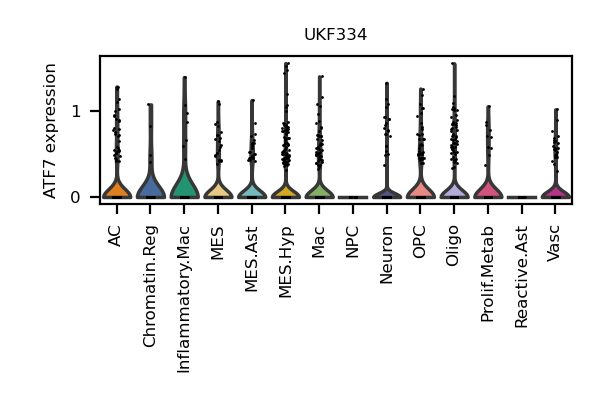 UKF334
ATF7 expression
1
0
AC
Chromatin.Reg
Inflammatory.Mac
MES
MES.Ast
MES.Hyp
Mac
NPC
Neuron
OPC
Oligo
Prolif.Metab
Reactive.Ast
Vasc